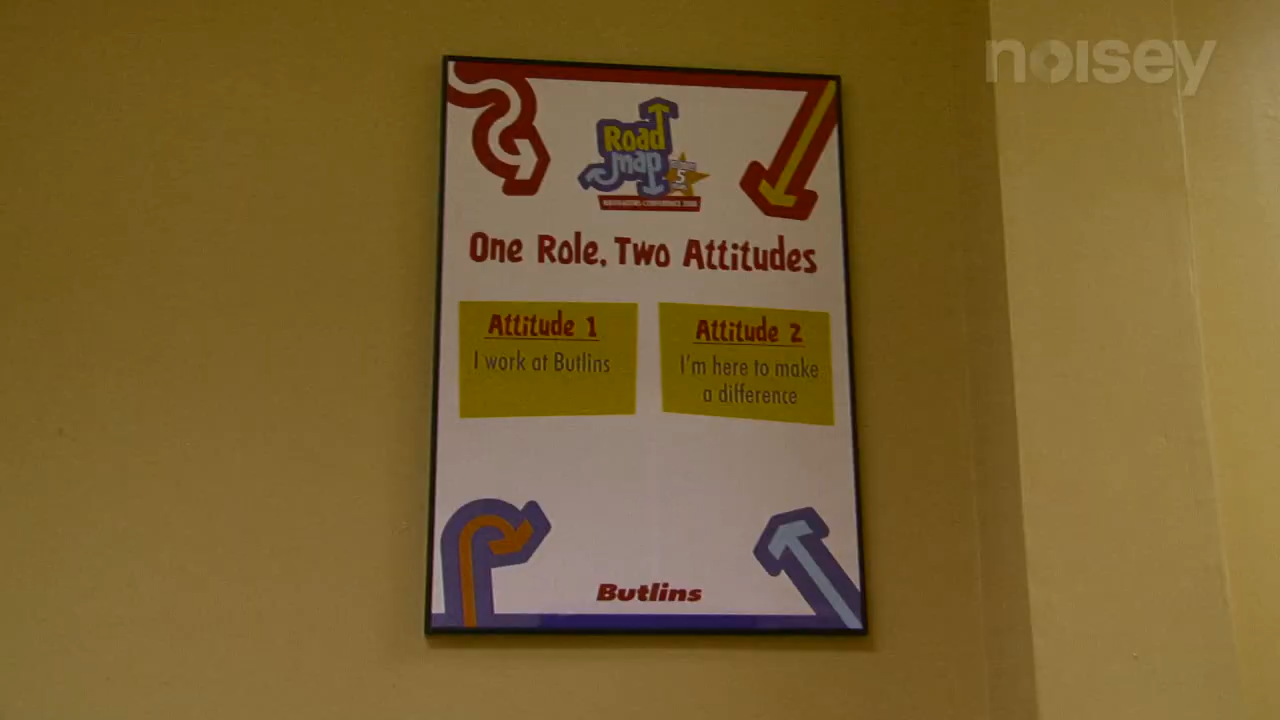 noisey
Road
map
5
One Role, Two Attitudes
Attitude 1
I work at Butlins
Attitude 2
I'm here to make
a difference
Butlins